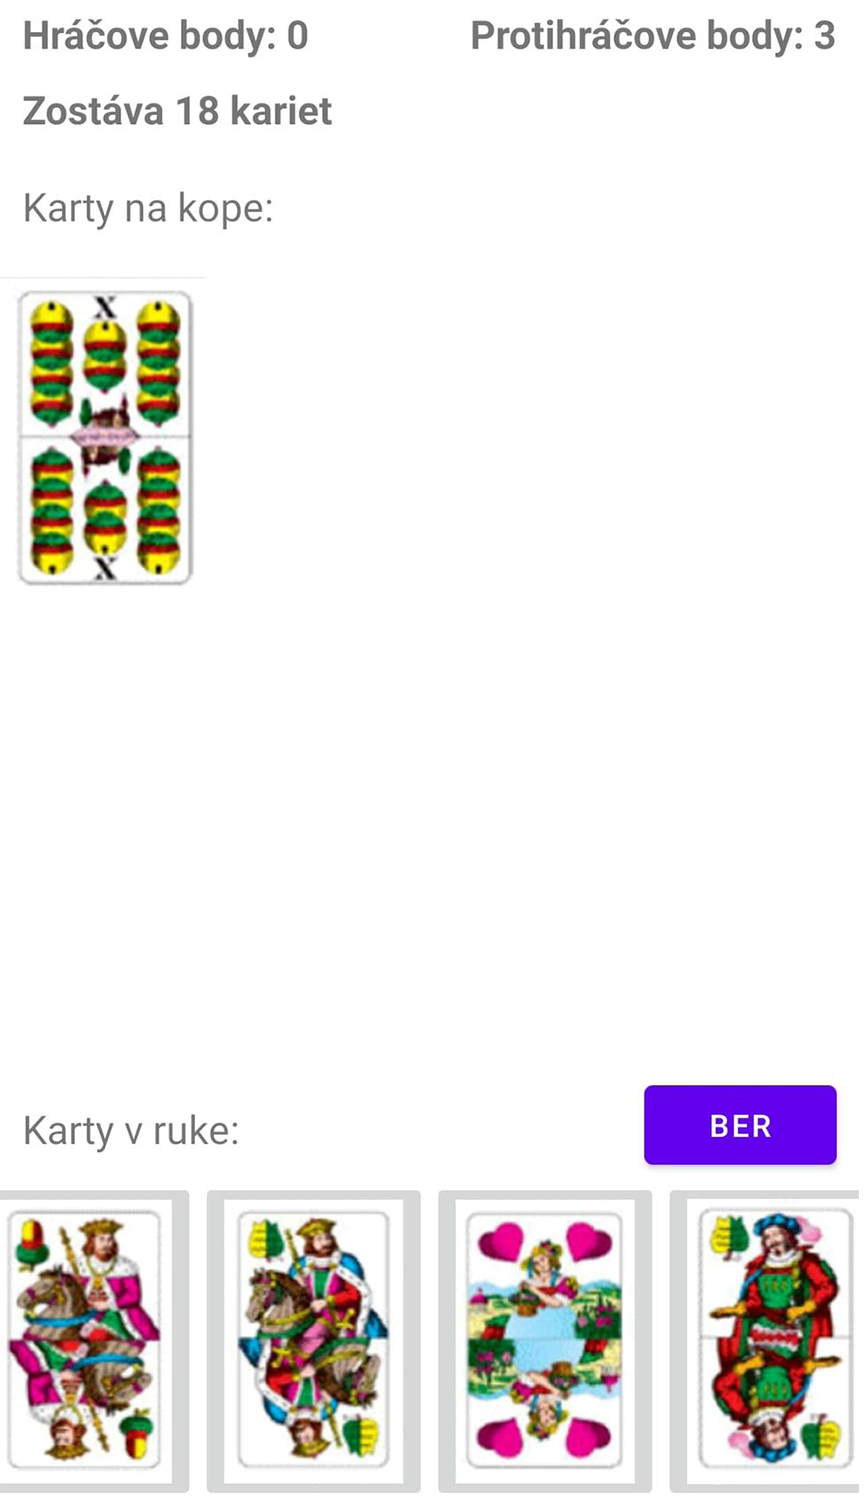 Hráčove body: 0
Protihráčove body: 3
Zostáva 18 kariet
Karty na kope:
X
X
Karty v ruke:
BER